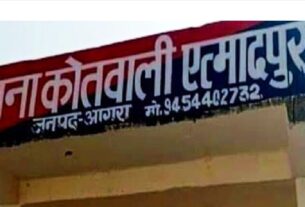 ना कोतवाली एत्मादपुर
जनपद-आगरा मो.9454402732